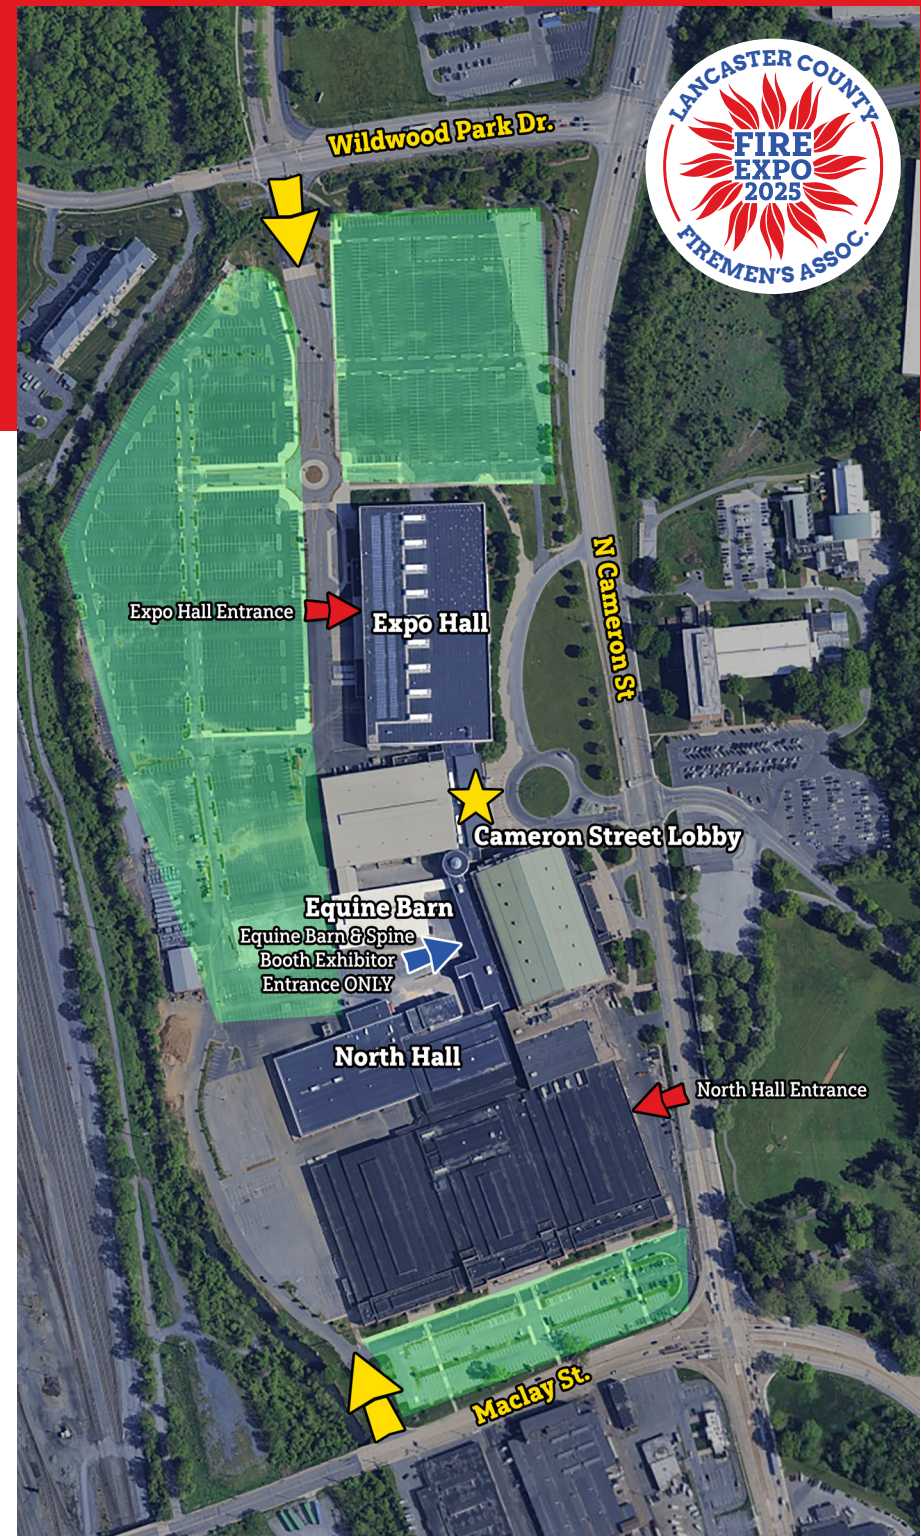 LANCASTER COUNTY
FIRE
EXPO
2025
FIREMEN'S ASSOC.
Wildwood Park Dr.
N Cameron St
Expo Hall Entrance
Expo Hall
Cameron Street Lobby
Equine Barn
Equine Barn & Spine
Booth Exhibitor
Entrance ONLY
North Hall
North Hall Entrance
Maclay St.